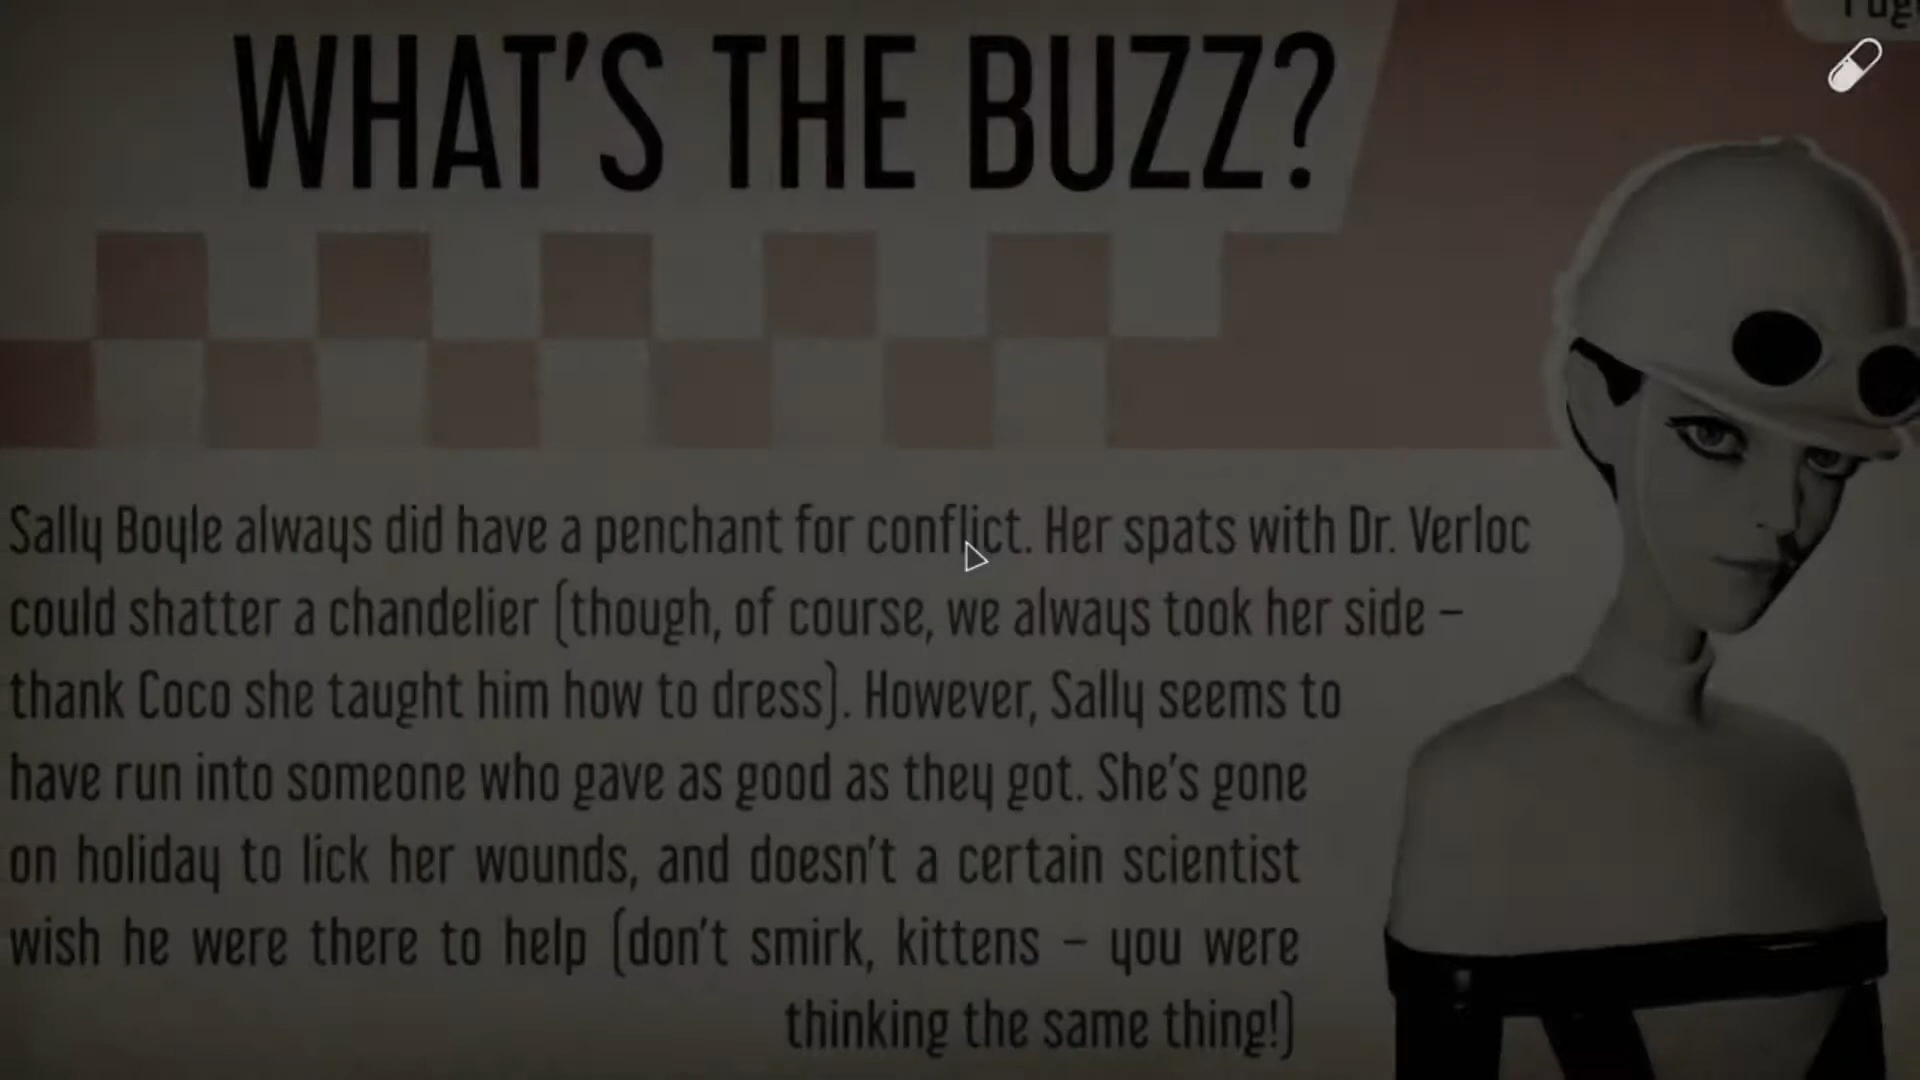 WHAT'S THE BUZZ?
Sally Boyle always did have a penchant for conflict. Her spats with Dr. Verloc
could shatter a chandelier (though, of course, we always took her side –
thank Coco she taught him how to dress). However, Sally seems to
have run into someone who gave as good as they got. She's gone
on holiday to lick her wounds, and doesn't a certain scientist
wish he were there to help (don't smirk, kittens – you were
thinking the same thing!)